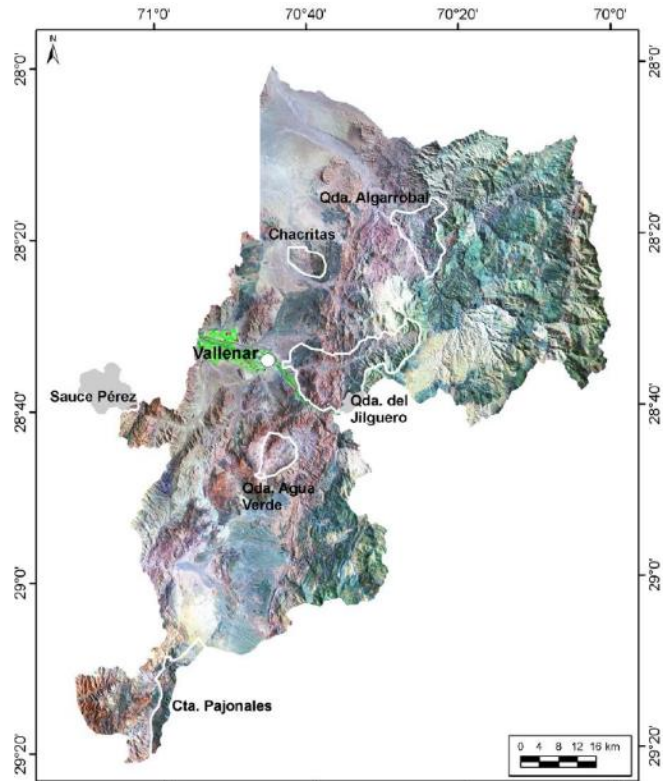 71°0' 70°40' 70°20' 70°0'
N
28°0' 28°0'
Qda. Algarrobal
28°20' 28°20'
Chacritas
Vallenar
Sauce Pérez
28°40' 28°40'
Qda. del
Jilguero
Qda. Agua
Verde
29°0' 29°0'
Cta. Pajonales
29°20' 29°20'
0 4 8 12 16 km